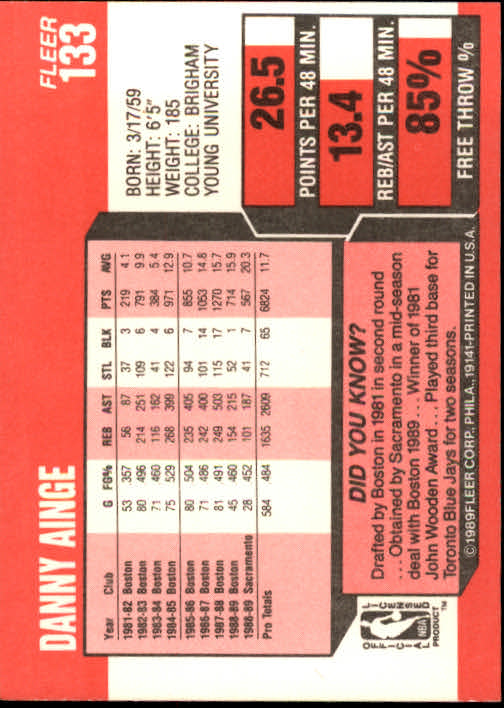 FLEER
133
DANNY AINGE
BORN: 3/17/59
HEIGHT: 6'5"
WEIGHT: 185
COLLEGE: BRIGHAM
YOUNG UNIVERSITY
26.5
POINTS PER 48 MIN.
13.4
REB/AST PER 48 MIN.
85%
FREE THROW %
Year Club G FG% REB AST STL BLK PTS AVG
1981-82 Boston 53 .357 56 87 37 3 219 4.1
1982-83 Boston 80 .496 214 251 109 6 791 9.9
1983-84 Boston 71 .460 116 162 41 4 384 5.4
1984-85 Boston 75 .529 268 399 122 6 971 12.9
1985-86 Boston 80 .504 235 405 94 7 855 10.7
1986-87 Boston 71 .486 242 400 101 14 1053 14.8
1987-88 Boston 81 .491 249 503 115 17 1270 15.7
1988-89 Boston 45 .460 154 215 52 1 714 15.9
1988-89 Sacramento 28 .452 101 187 41 7 567 20.3
Pro Totals 584 .484 1635 2609 712 65 6824 11.7
DID YOU KNOW?
Drafted by Boston in 1981 in second round
... Obtained by Sacramento in a mid-season
deal with Boston 1989 ... Winner of 1981
John Wooden Award ... Played third base for
Toronto Blue Jays for two seasons.
OFFICIAL LICENSED
NBA
PRODUCT™
©1989 FLEER CORP., PHILA., 19141-PRINTED IN U.S.A.